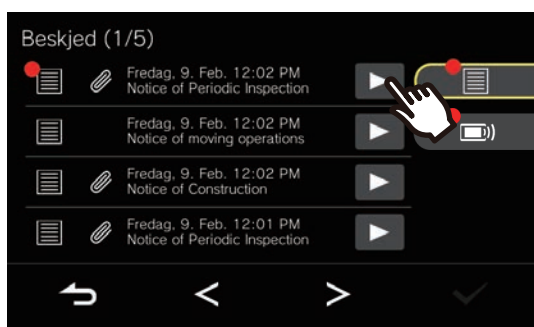 Beskjed (1/5)
Fredag, 9. Feb. 12:02 PM
Notice of Periodic Inspection
Fredag, 9. Feb. 12:02 PM
Notice of moving operations
Fredag, 9. Feb. 12:02 PM
Notice of Construction
Fredag, 9. Feb. 12:01 PM
Notice of Periodic Inspection